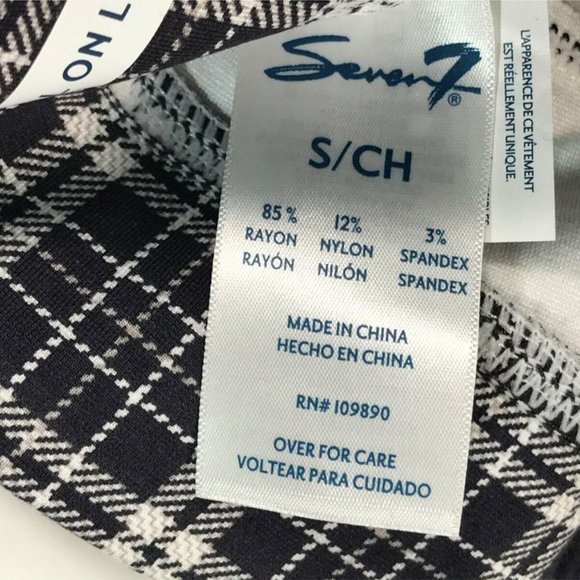 ON L
Seven7®
S/CH
85% 12% 3%
RAYON NYLON SPANDEX
RAYÓN NILÓN SPANDEX
MADE IN CHINA
HECHO EN CHINA
RN# 109890
OVER FOR CARE
VOLTEAR PARA CUIDADO
L'APPARENCE DE CE VÊTEMENT
EST RÉELLEMENT UNIQUE.